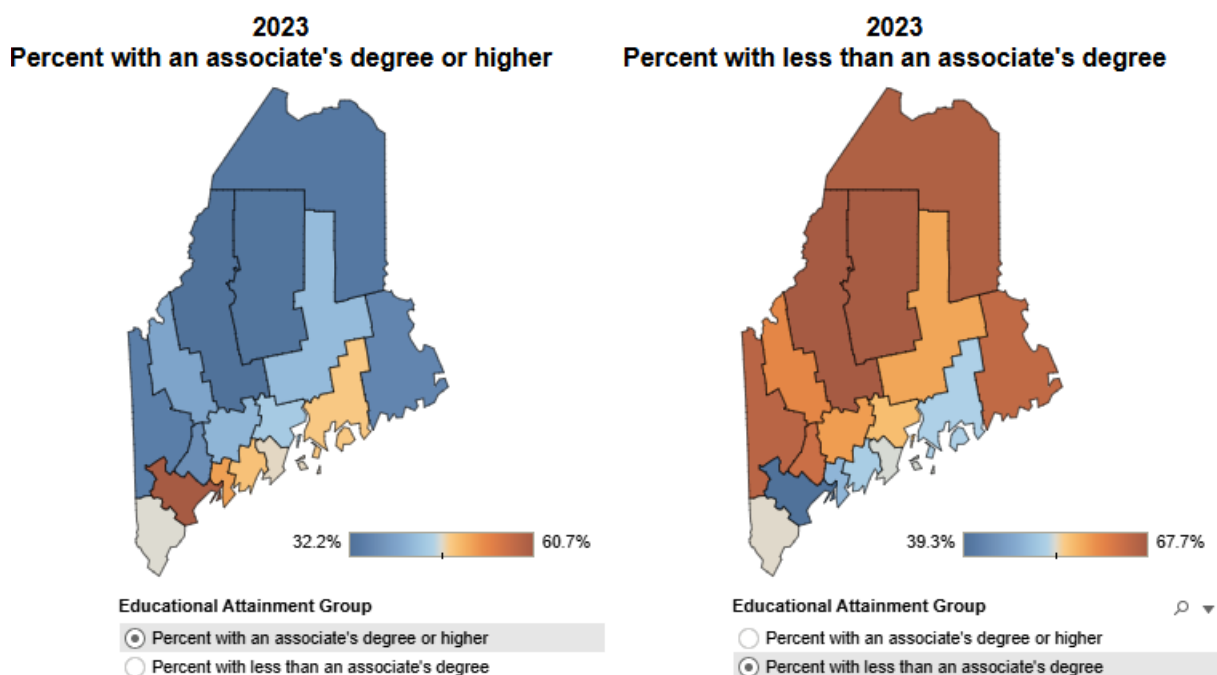 2023
Percent with an associate's degree or higher
32.2%
60.7%
Educational Attainment Group
Percent with an associate's degree or higher
Percent with less than an associate's degree
2023
Percent with less than an associate's degree
39.3%
67.7%
Educational Attainment Group
Percent with an associate's degree or higher
Percent with less than an associate's degree